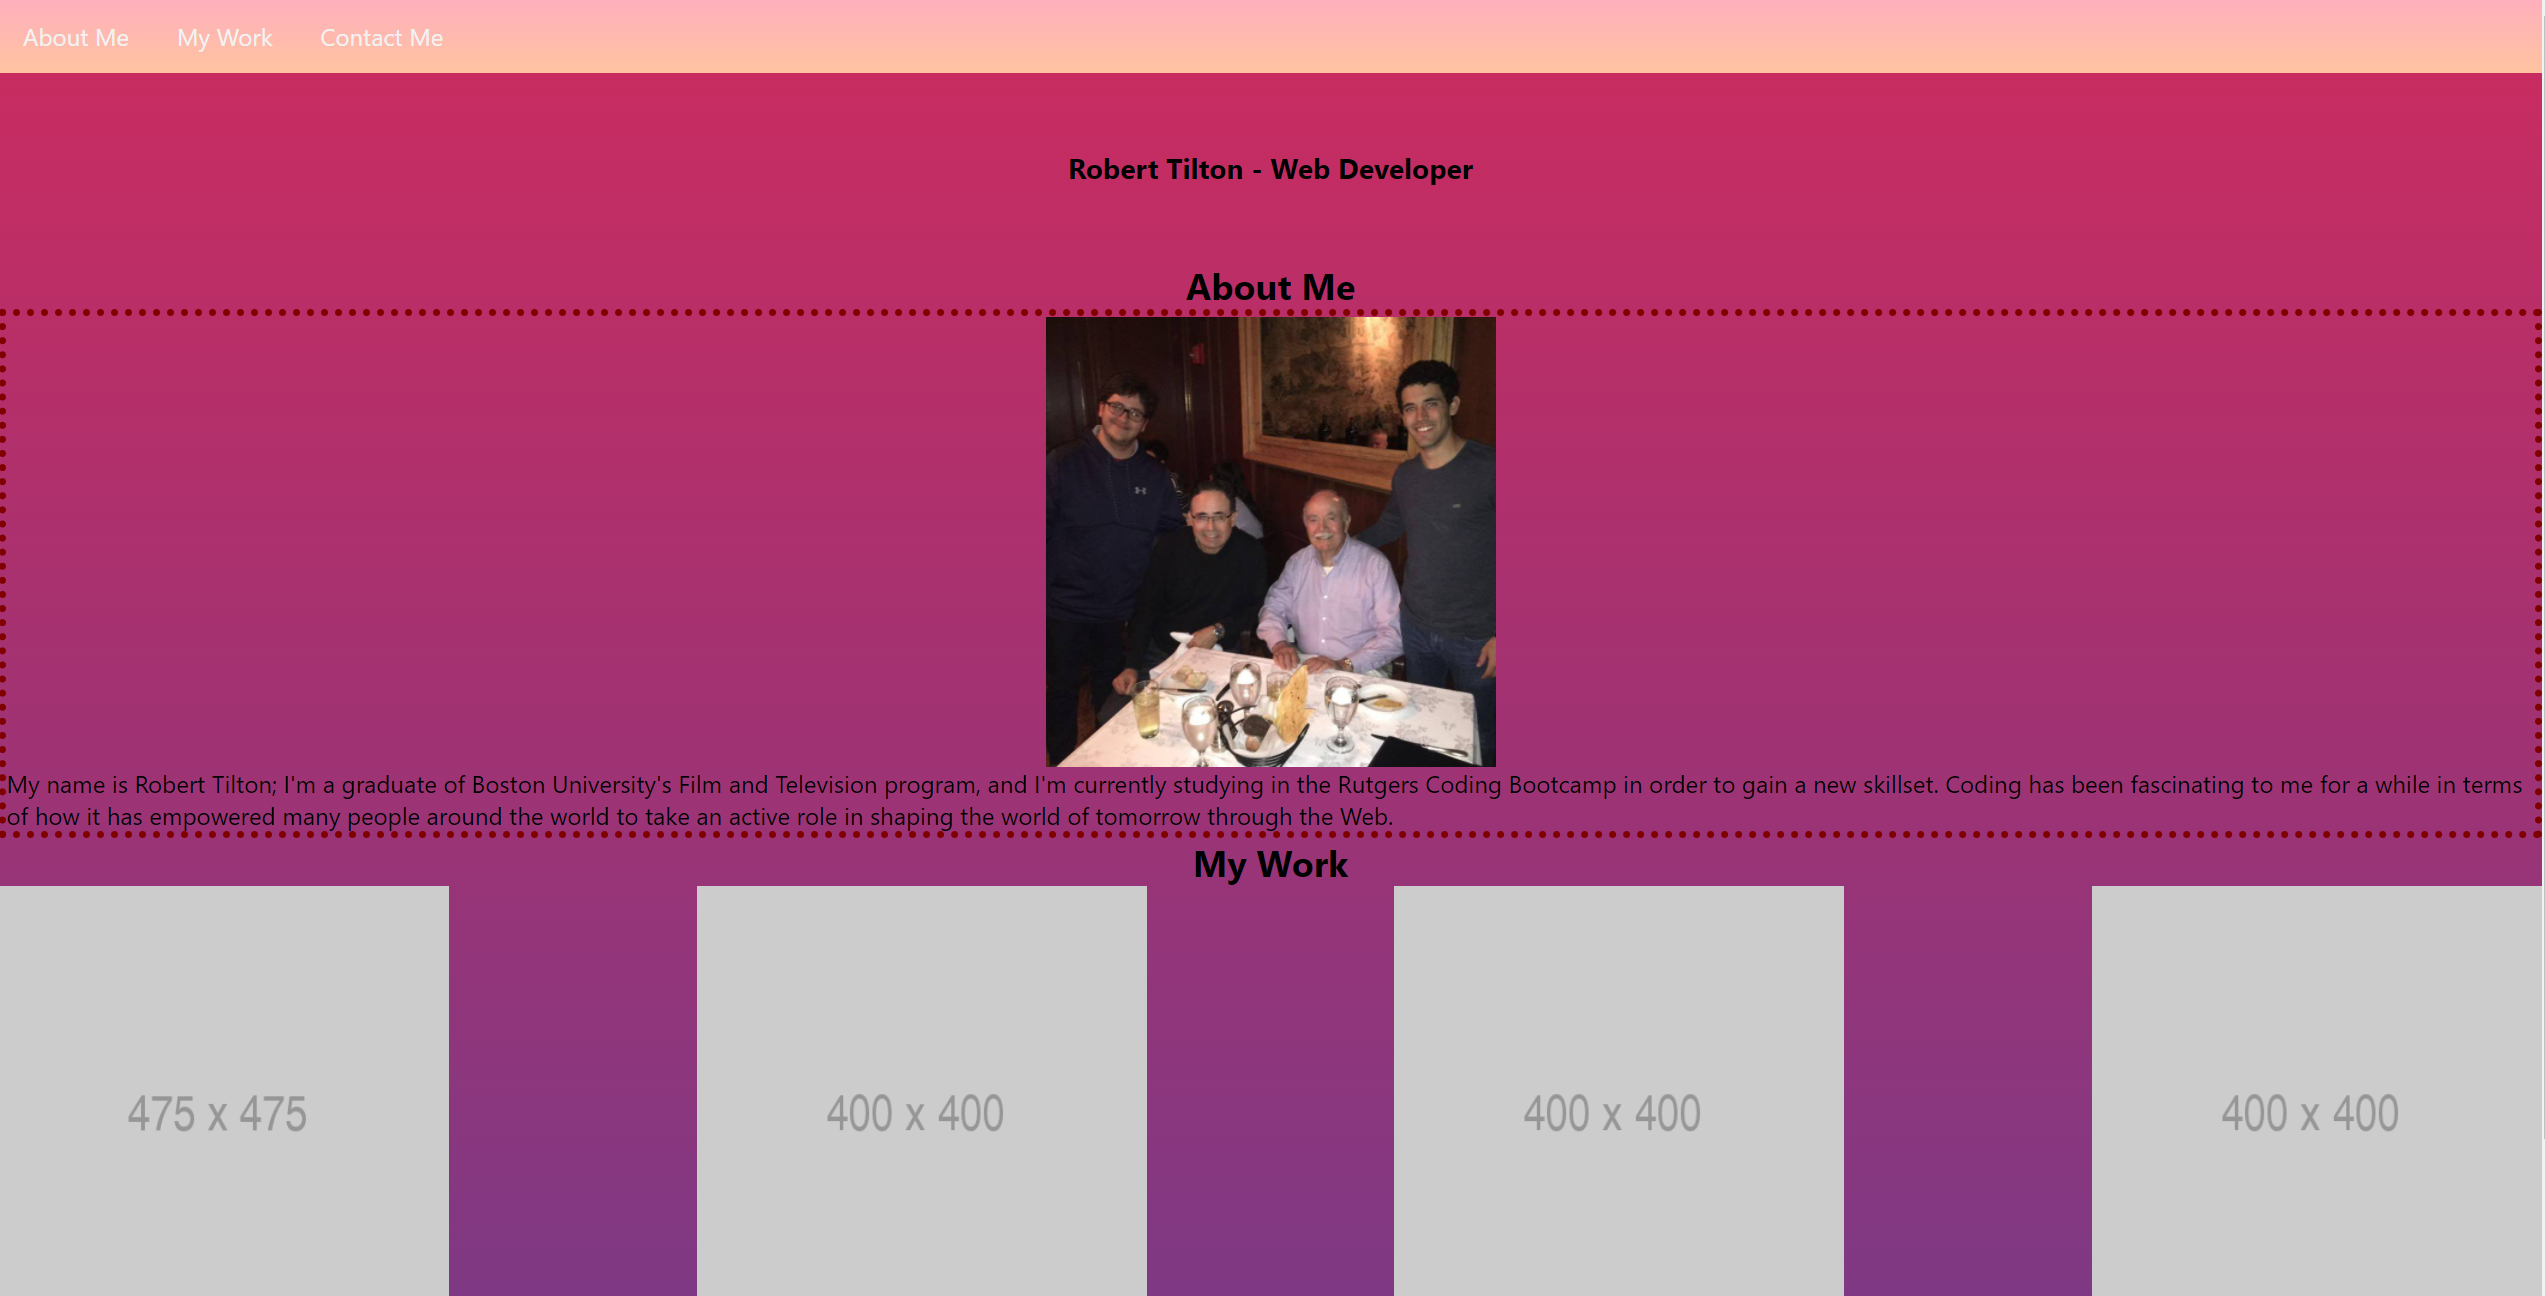 About Me My Work Contact Me
Robert Tilton - Web Developer
About Me
My name is Robert Tilton; I'm a graduate of Boston University's Film and Television program, and I'm currently studying in the Rutgers Coding Bootcamp in order to gain a new skillset. Coding has been fascinating to me for a while in terms
of how it has empowered many people around the world to take an active role in shaping the world of tomorrow through the Web.
My Work
475 x 475 400 x 400 400 x 400 400 x 400